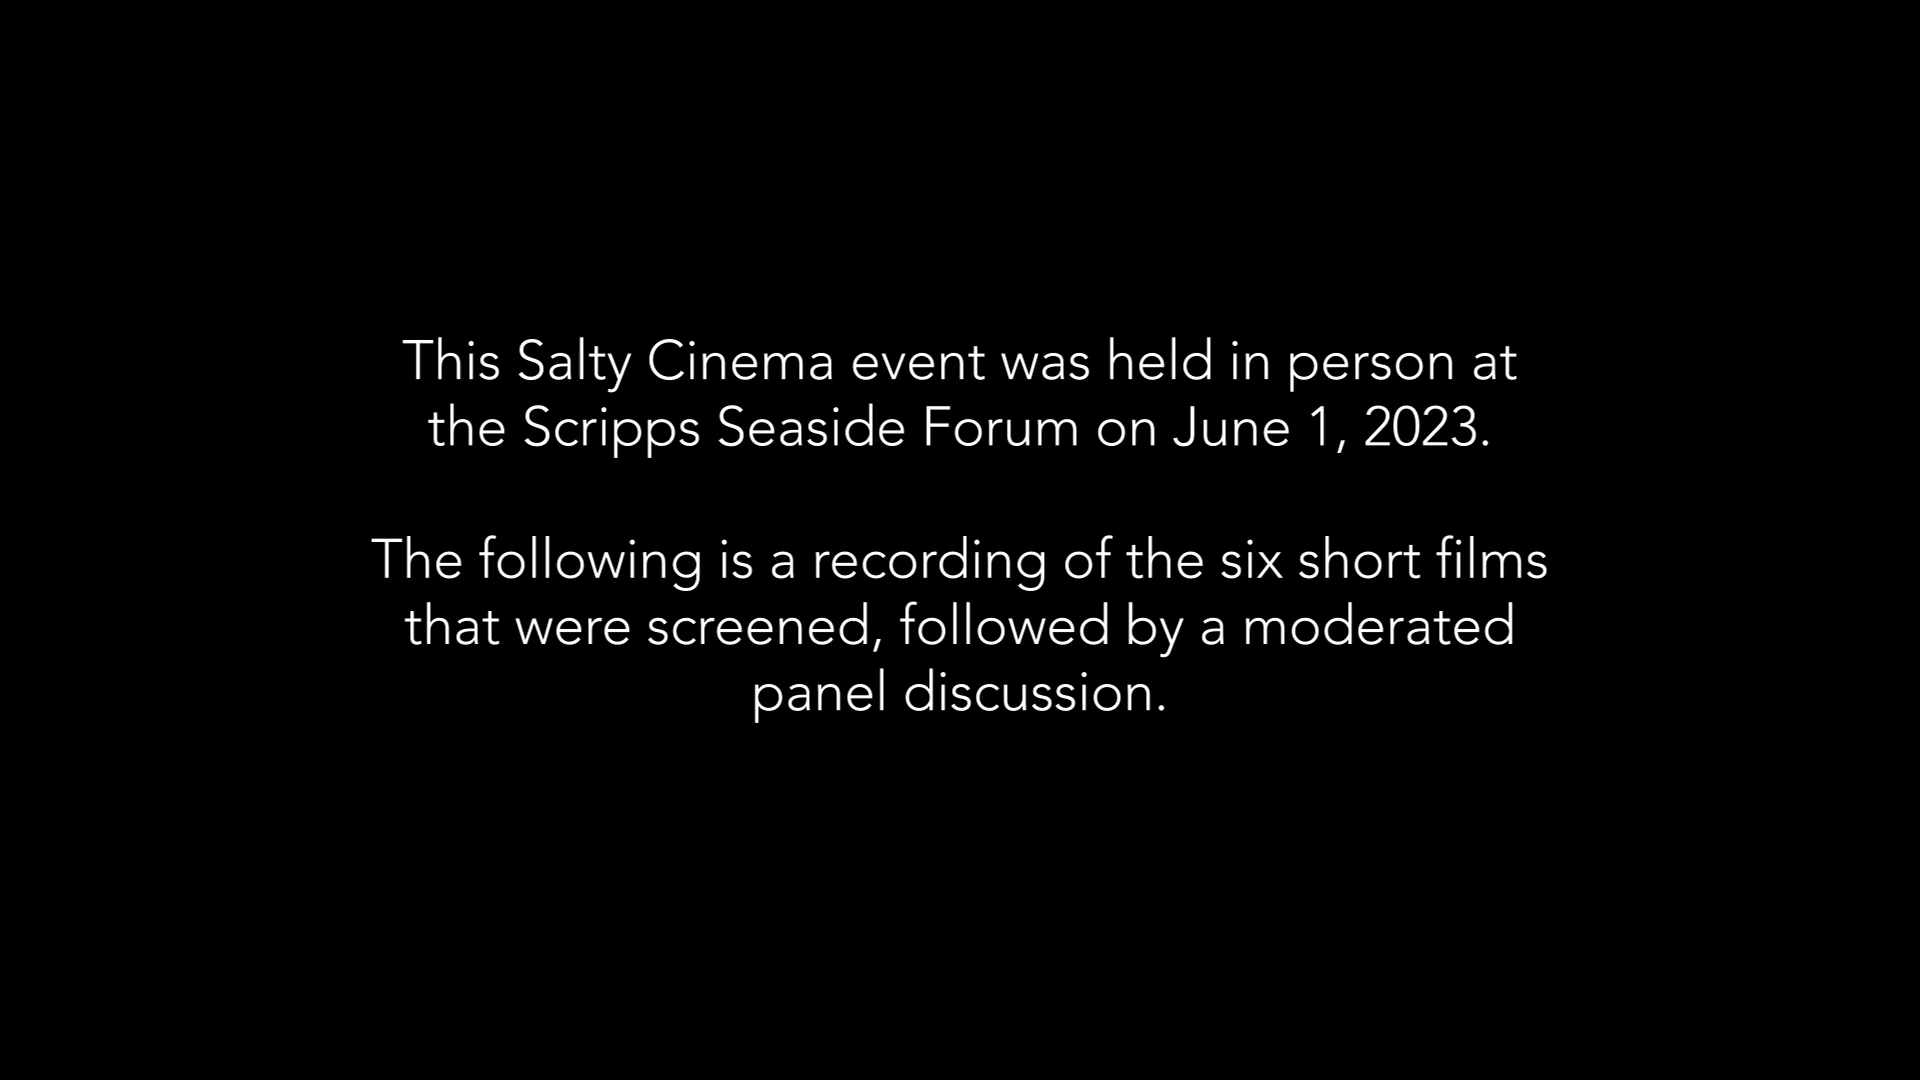 This Salty Cinema event was held in person at
the Scripps Seaside Forum on June 1, 2023.
The following is a recording of the six short films
that were screened, followed by a moderated
panel discussion.